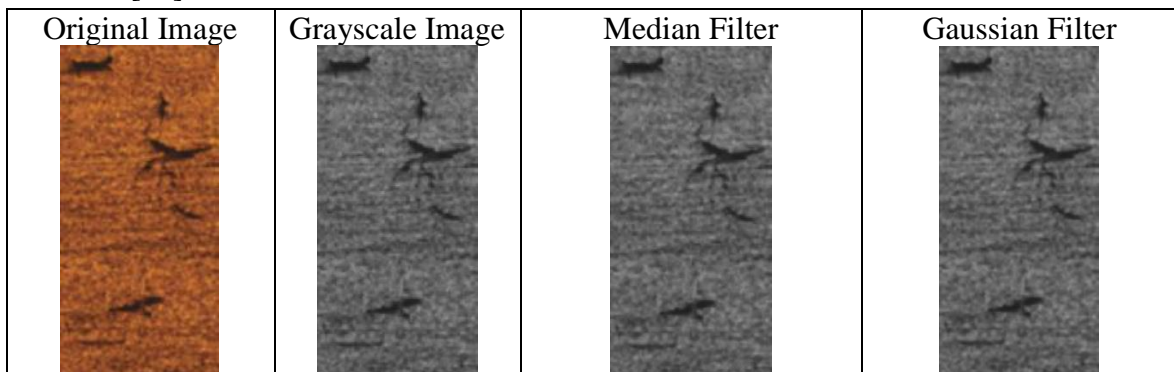 Original Image
Grayscale Image
Median Filter
Gaussian Filter